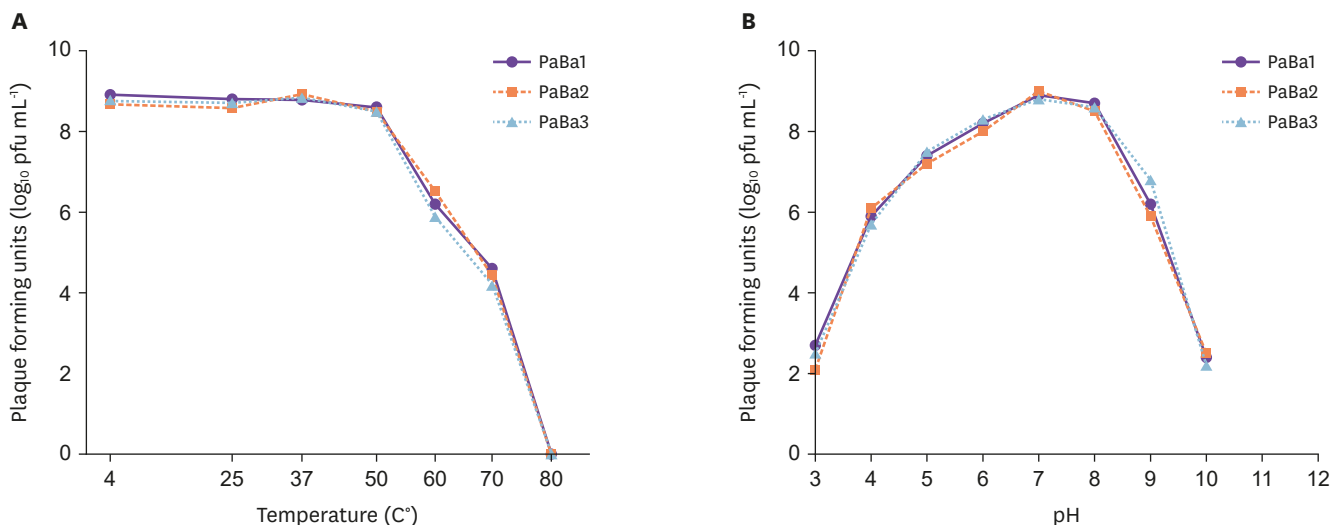 A
Plaque forming units (log₁₀ pfu mL⁻¹)
10
8
6
4
2
0
4 25 37 50 60 70 80
Temperature (C°)
PaBa1
PaBa2
PaBa3
B
Plaque forming units (log₁₀ pfu mL⁻¹)
10
8
6
4
2
0
3 4 5 6 7 8 9 10 11 12
pH
PaBa1
PaBa2
PaBa3